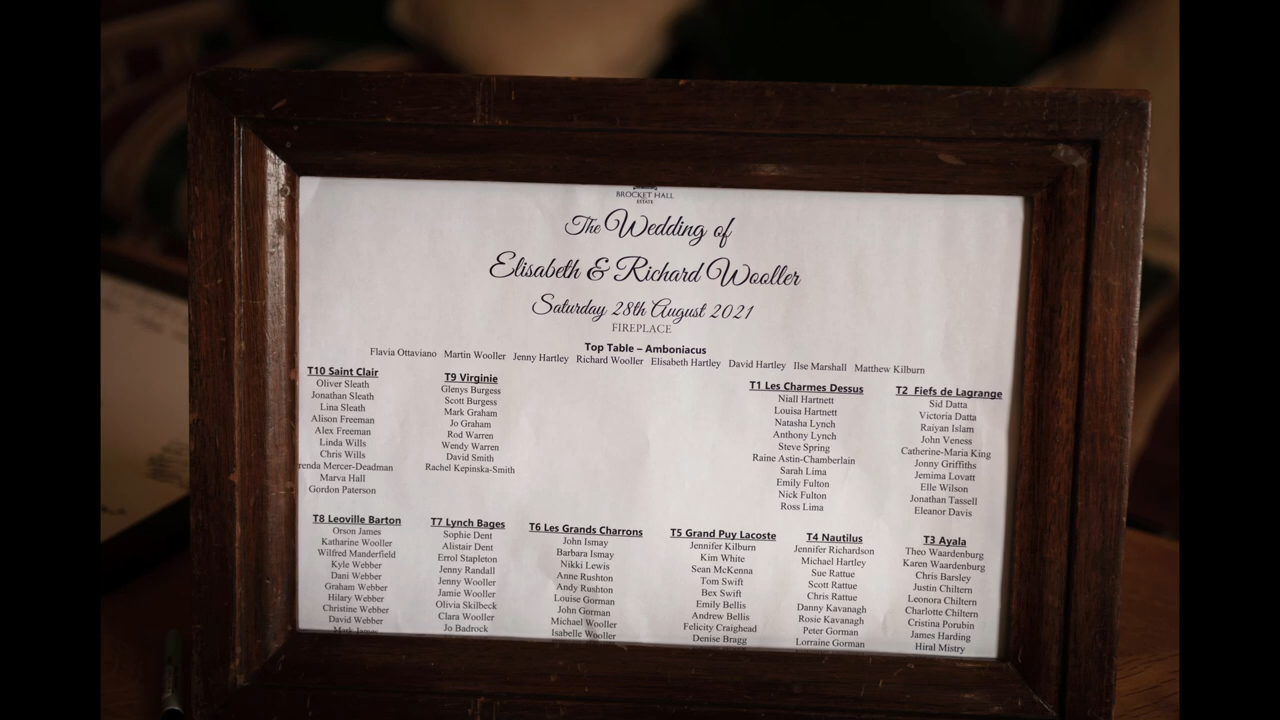 BROCKET HALL
ESTATE
The Wedding of
Elisabeth & Richard Wooller
Saturday 28th August 2021
FIREPLACE
Top Table – Amboniacus
Flavia Ottaviano Martin Wooller Jenny Hartley Richard Wooller Elisabeth Hartley David Hartley Ilse Marshall Matthew Kilburn
T10 Saint Clair
Oliver Sleath
Jonathan Sleath
Lina Sleath
Alison Freeman
Alex Freeman
Linda Wills
Chris Wills
renda Mercer-Deadman
Marva Hall
Gordon Paterson
T9 Virginie
Glenys Burgess
Scott Burgess
Mark Graham
Jo Graham
Rod Warren
Wendy Warren
David Smith
Rachel Kepinska-Smith
T1 Les Charmes Dessus
Niall Hartnett
Louisa Hartnett
Natasha Lynch
Anthony Lynch
Steve Spring
Raine Astin-Chamberlain
Sarah Lima
Emily Fulton
Nick Fulton
Ross Lima
T2 Fiefs de Lagrange
Sid Datta
Victoria Datta
Raiyan Islam
John Veness
Catherine-Maria King
Jonny Griffiths
Jemima Lovatt
Elle Wilson
Jonathan Tassell
Eleanor Davis
T8 Leoville Barton
Orson James
Katharine Wooller
Wilfred Manderfield
Kyle Webber
Dani Webber
Graham Webber
Hilary Webber
Christine Webber
David Webber
Mark James
T7 Lynch Bages
Sophie Dent
Alistair Dent
Errol Stapleton
Jenny Randall
Jenny Wooller
Jamie Wooller
Olivia Skilbeck
Clara Wooller
Jo Badrock
T6 Les Grands Charrons
John Ismay
Barbara Ismay
Nikki Lewis
Anne Rushton
Andy Rushton
Louise Gorman
John Gorman
Michael Wooller
Isabelle Wooller
T5 Grand Puy Lacoste
Jennifer Kilburn
Kim White
Sean McKenna
Tom Swift
Bex Swift
Emily Bellis
Andrew Bellis
Felicity Craighead
Denise Bragg
T4 Nautilus
Jennifer Richardson
Michael Hartley
Sue Rattue
Scott Rattue
Chris Rattue
Danny Kavanagh
Rosie Kavanagh
Peter Gorman
Lorraine Gorman
T3 Ayala
Theo Waardenburg
Karen Waardenburg
Chris Barsley
Justin Chiltern
Leonora Chiltern
Charlotte Chiltern
Cristina Porubin
James Harding
Hiral Mistry